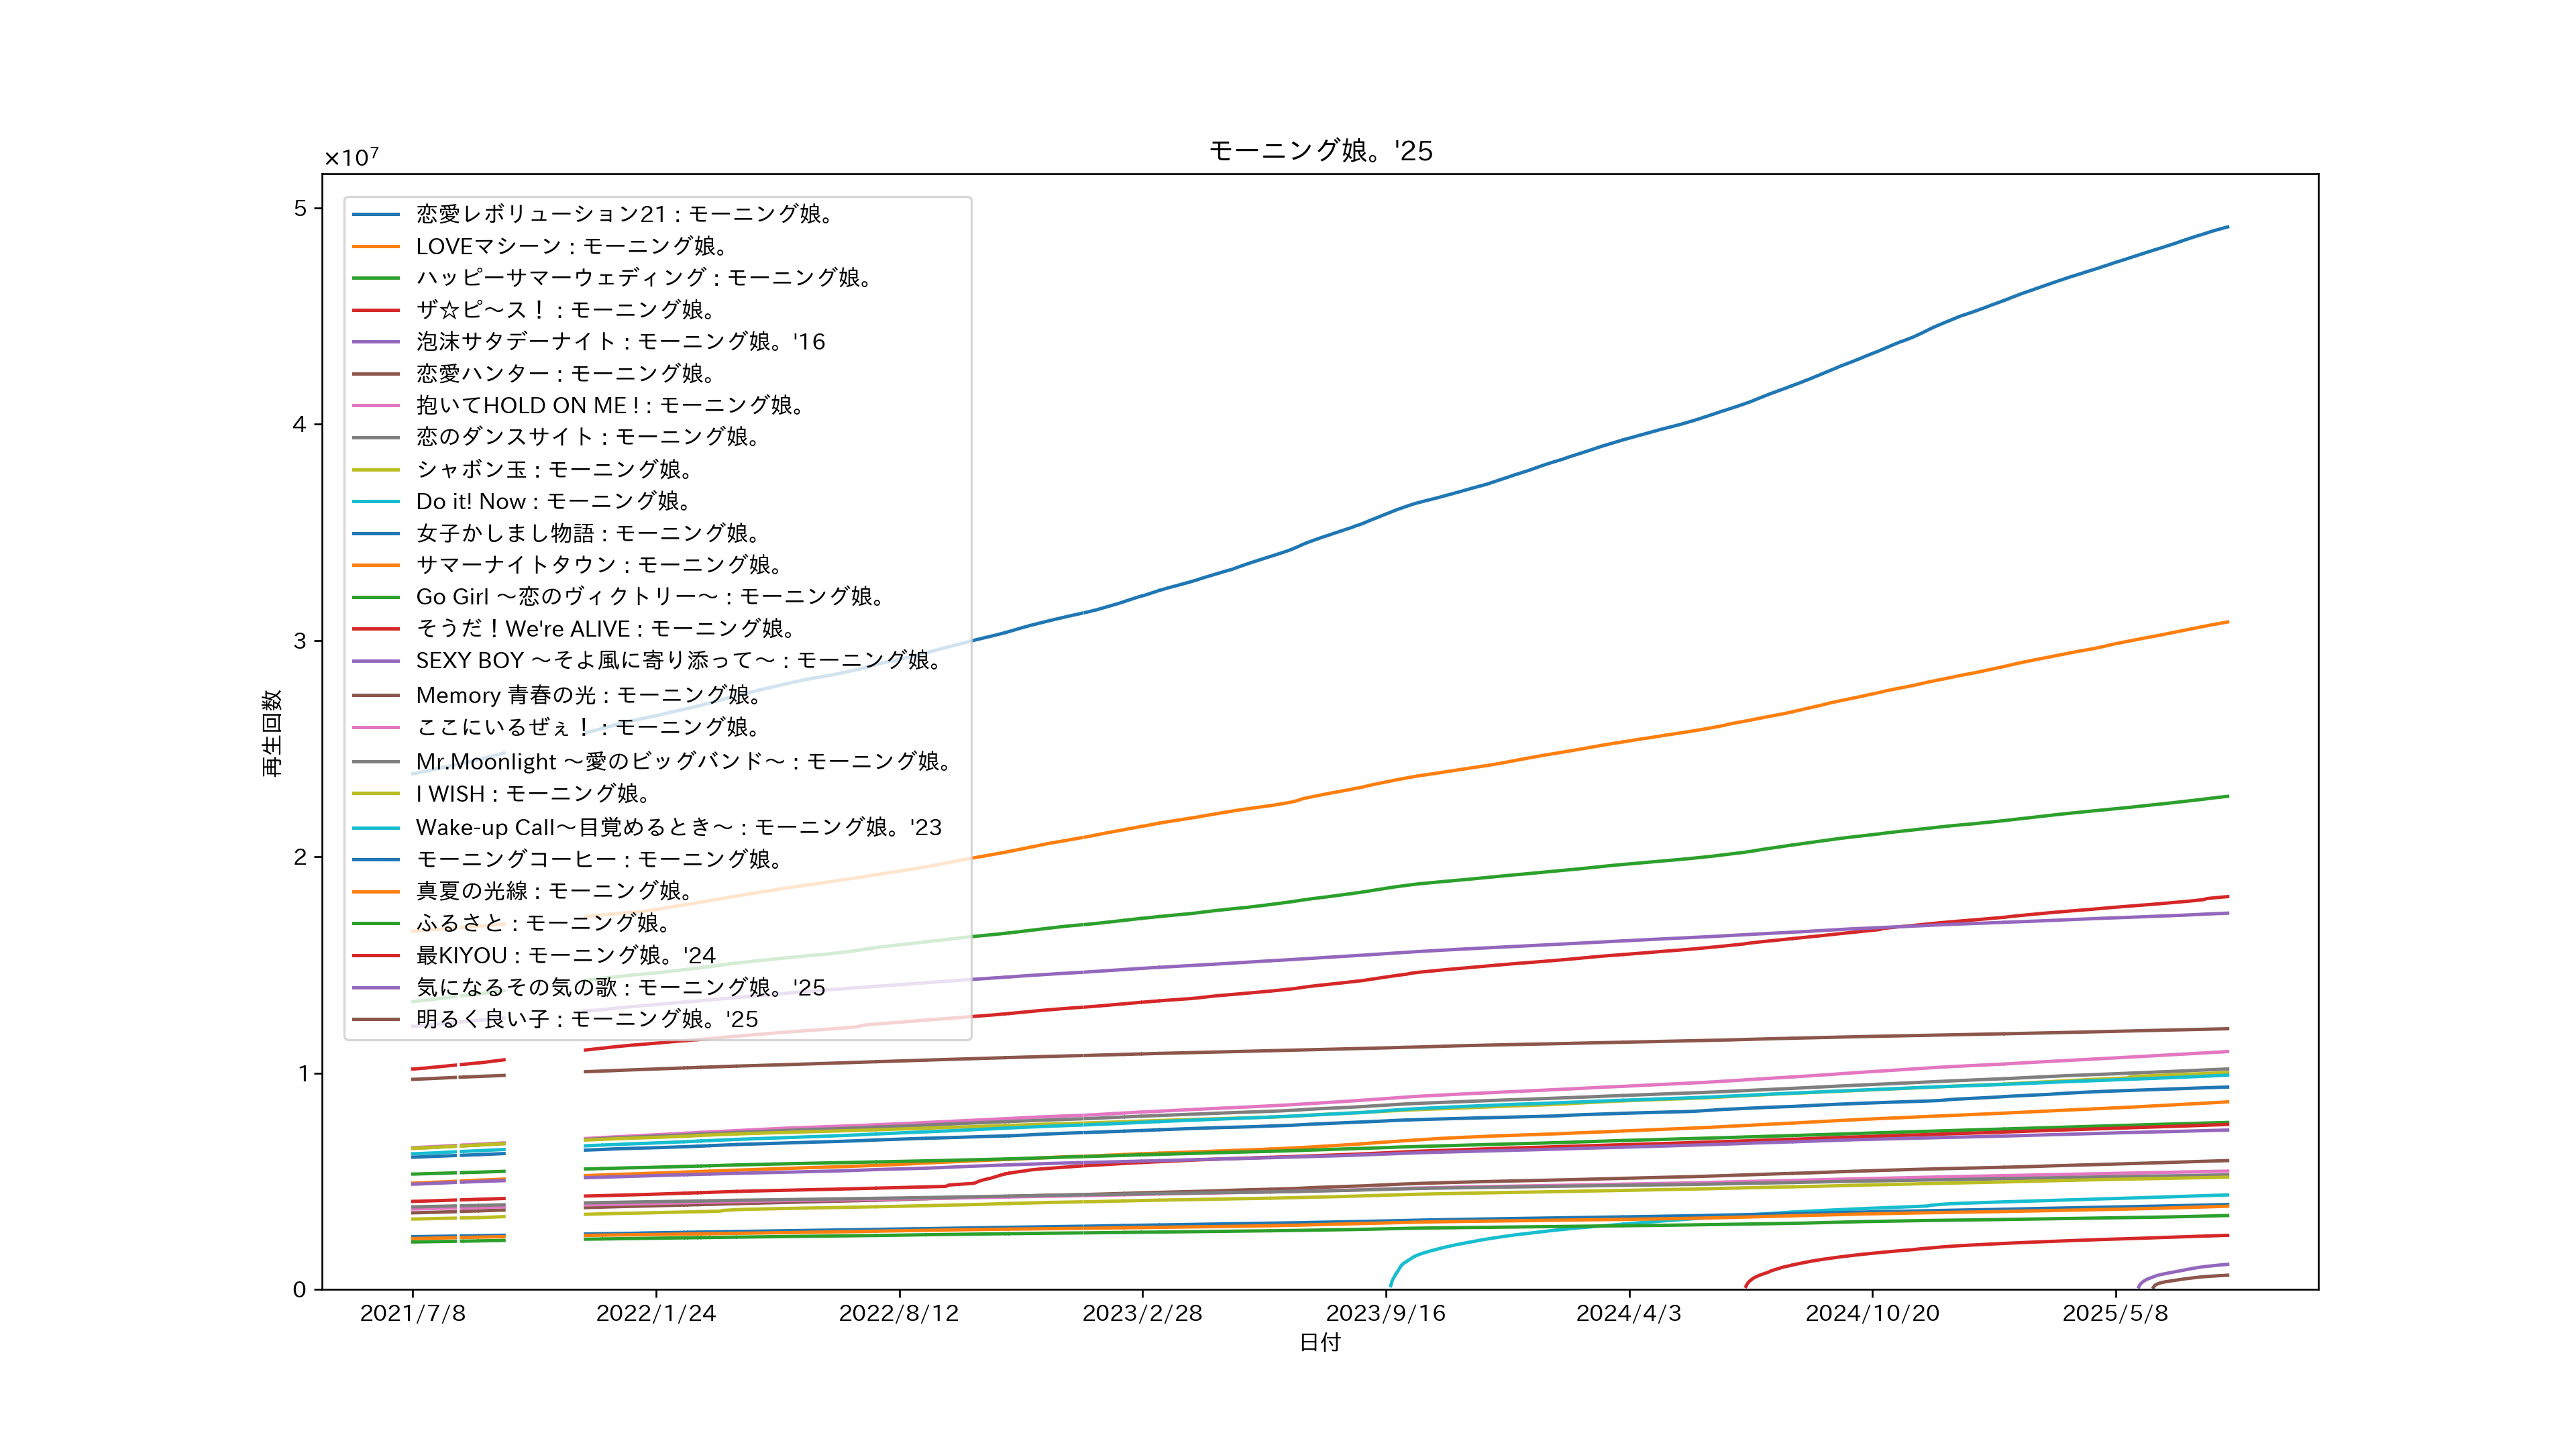 モーニング娘。'25
×10⁷
5
4
3
2
1
0
再生回数
恋愛レボリューション21 : モーニング娘。
LOVEマシーン : モーニング娘。
ハッピーサマーウェディング : モーニング娘。
ザ☆ピ〜ス！ : モーニング娘。
泡沫サタデーナイト : モーニング娘。'16
恋愛ハンター : モーニング娘。
抱いてHOLD ON ME ! : モーニング娘。
恋のダンスサイト : モーニング娘。
シャボン玉 : モーニング娘。
Do it! Now : モーニング娘。
女子かしまし物語 : モーニング娘。
サマーナイトタウン : モーニング娘。
Go Girl 〜恋のヴィクトリー〜 : モーニング娘。
そうだ！We're ALIVE : モーニング娘。
SEXY BOY 〜そよ風に寄り添って〜 : モーニング娘。
Memory 青春の光 : モーニング娘。
ここにいるぜぇ！ : モーニング娘。
Mr.Moonlight 〜愛のビッグバンド〜 : モーニング娘。
I WISH : モーニング娘。
Wake-up Call〜目覚めるとき〜 : モーニング娘。'23
モーニングコーヒー : モーニング娘。
真夏の光線 : モーニング娘。
ふるさと : モーニング娘。
最KIYOU : モーニング娘。'24
気になるその気の歌 : モーニング娘。'25
明るく良い子 : モーニング娘。'25
2021/7/8 2022/1/24 2022/8/12 2023/2/28 2023/9/16 2024/4/3 2024/10/20 2025/5/8
日付